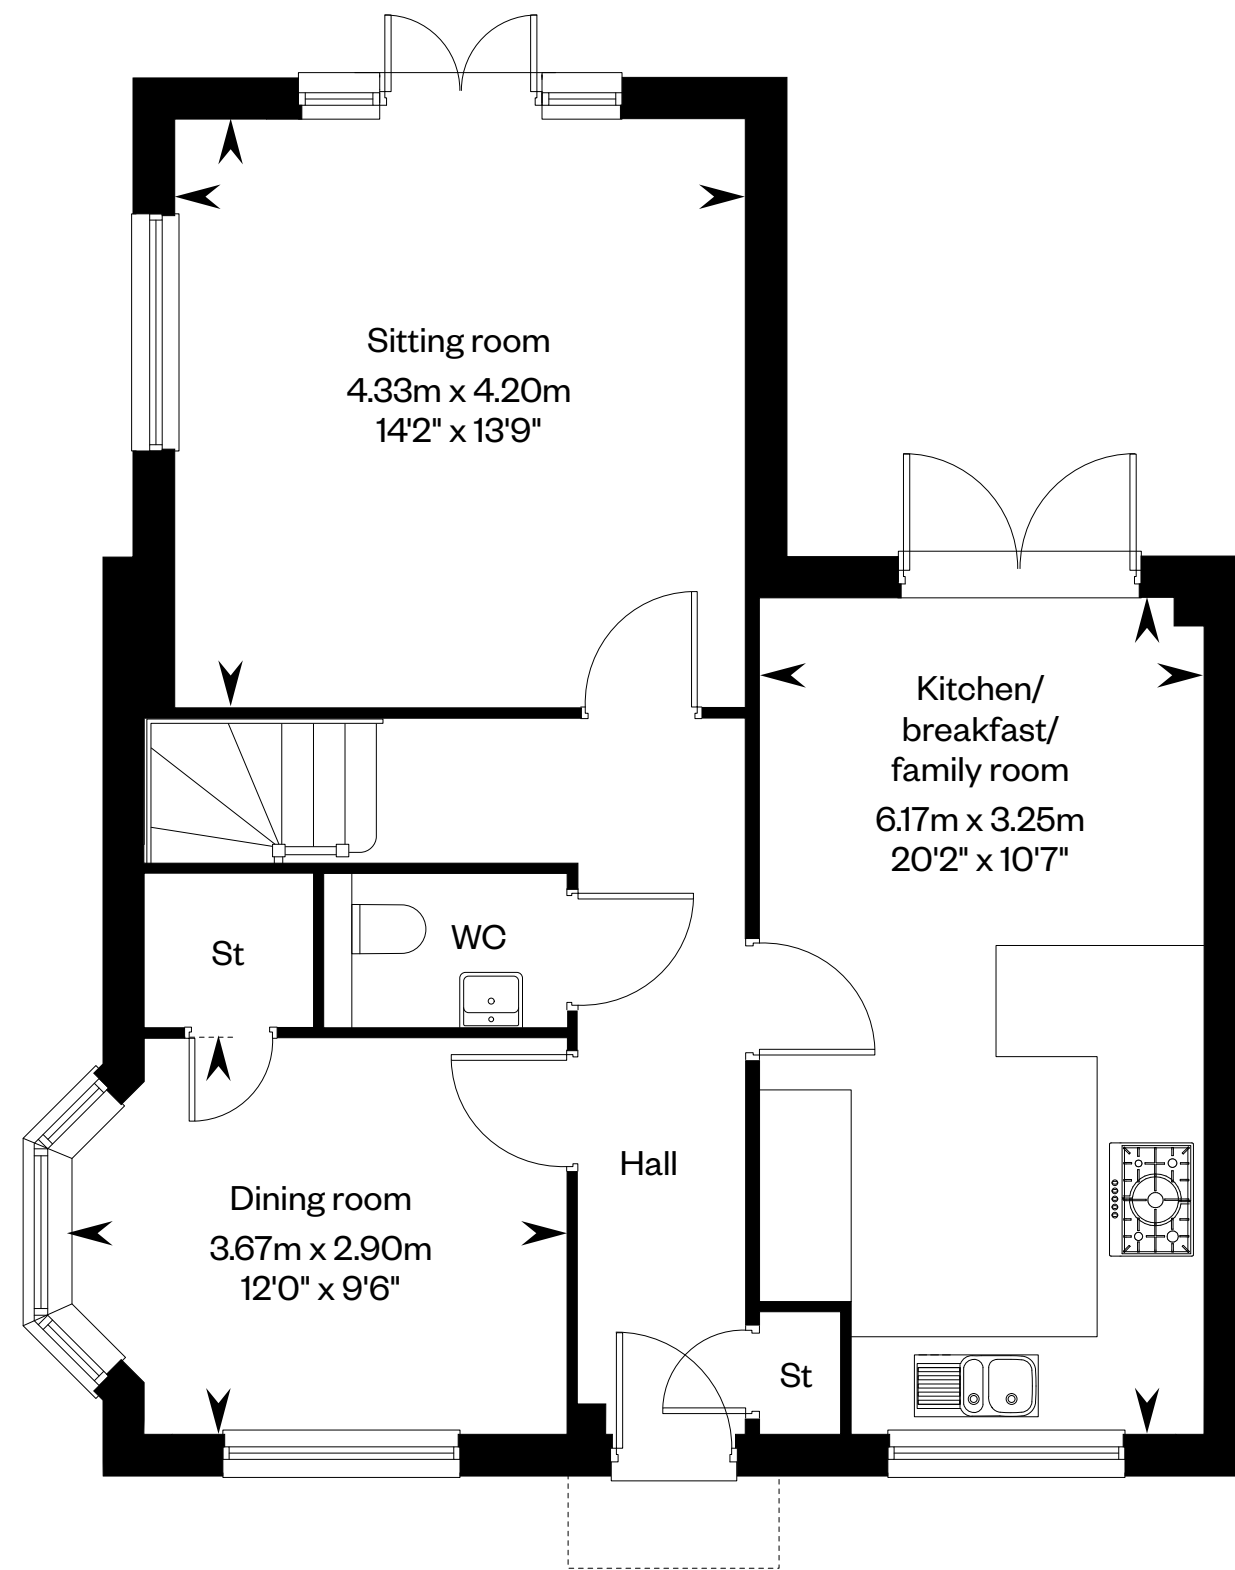 Sitting room
4.33m x 4.20m
14'2" x 13'9"
Kitchen/
breakfast/
family room
6.17m x 3.25m
20'2" x 10'7"
St
WC
Hall
Dining room
3.67m x 2.90m
12'0" x 9'6"
St